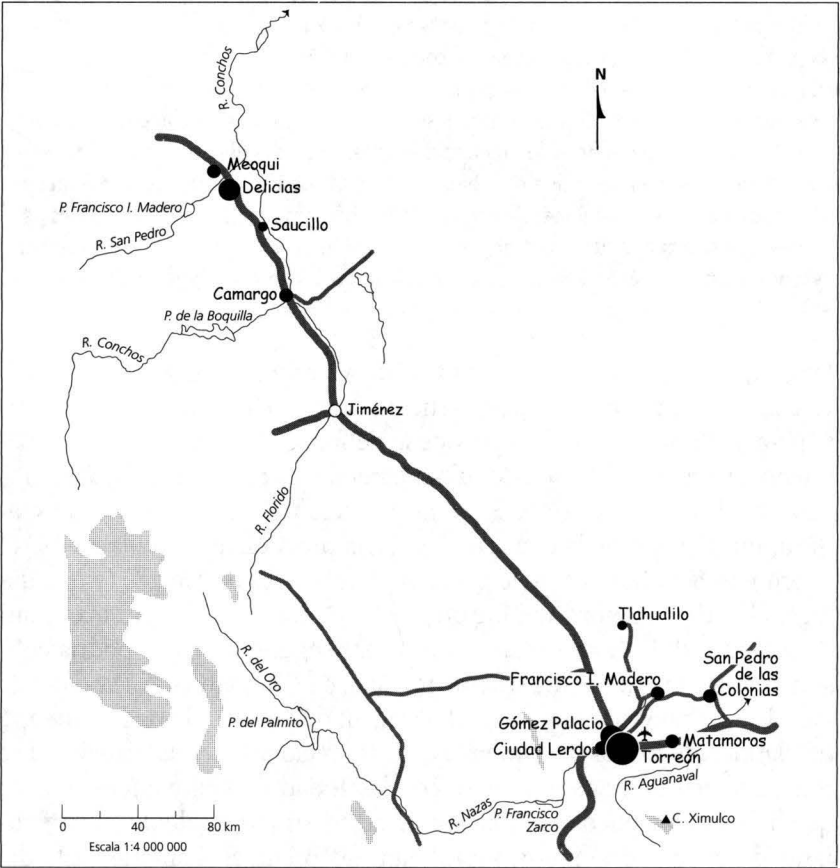 R. Conchos
N
Meoqui
Delicias
P. Francisco I. Madero
Saucillo
R. San Pedro
Camargo
P. de la Boquilla
R. Conchos
Jiménez
R. Florido
Tlahualilo
R. del Oro
San Pedro
de las
Colonias
Francisco I. Madero
P. del Palmito
Gómez Palacio
Ciudad Lerdo
Matamoros
Torreón
R. Aguanaval
R. Nazas
P. Francisco
Zarco
C. Ximulco
0 40 80 km
Escala 1:4 000 000